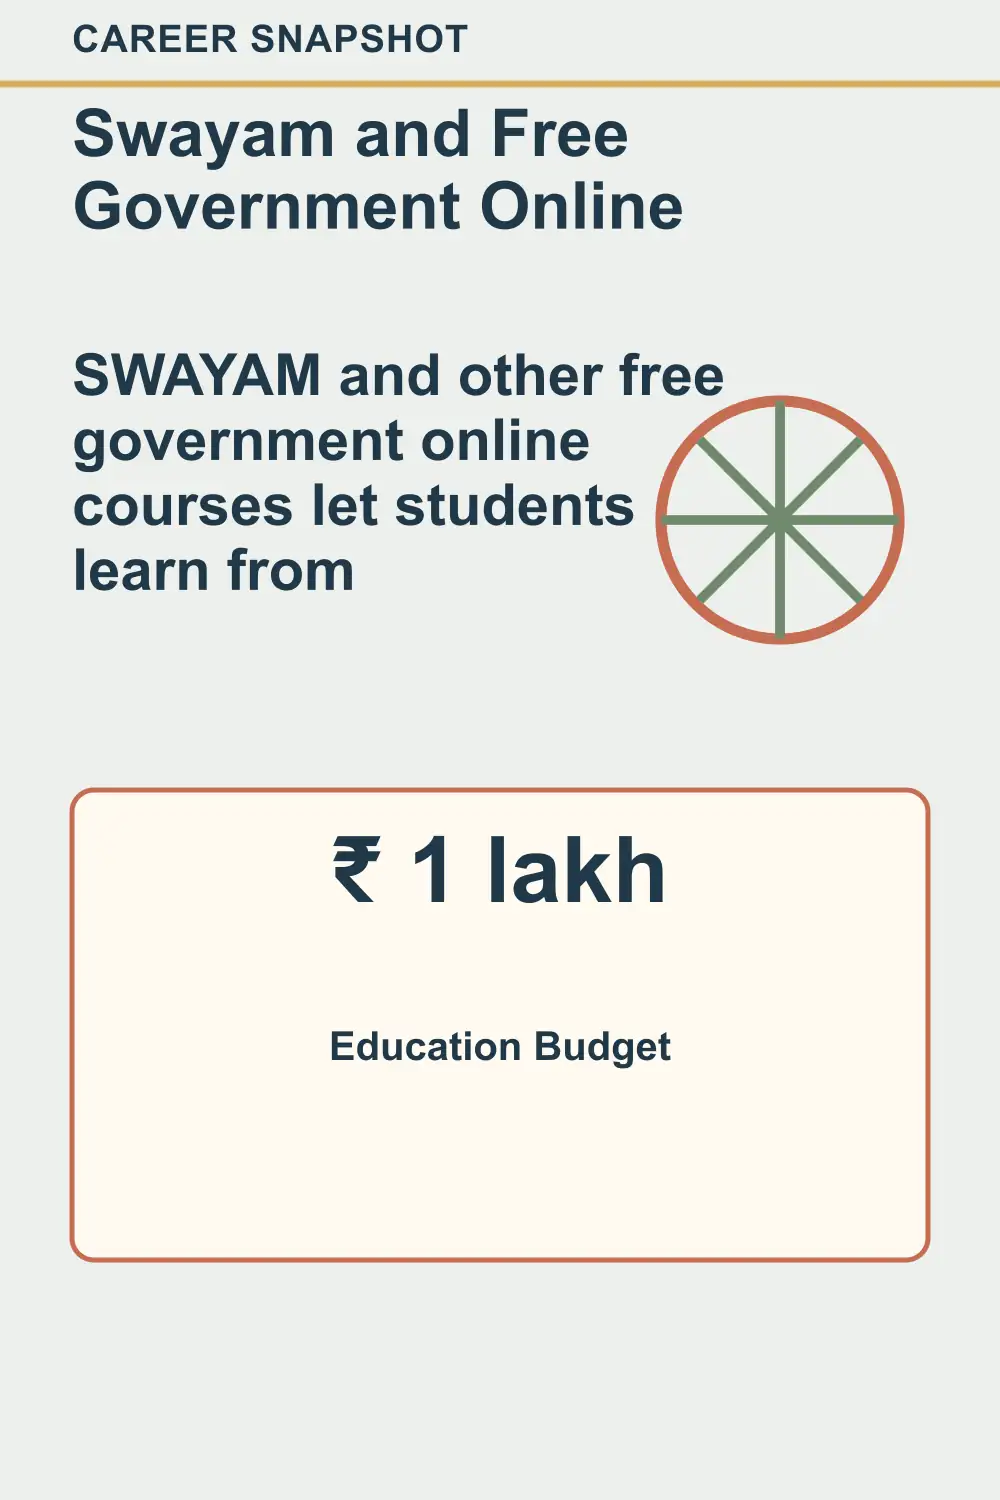 CAREER SNAPSHOT
Swayam and Free
Government Online
SWAYAM and other free
government online
courses let students
learn from
₹ 1 lakh
Education Budget